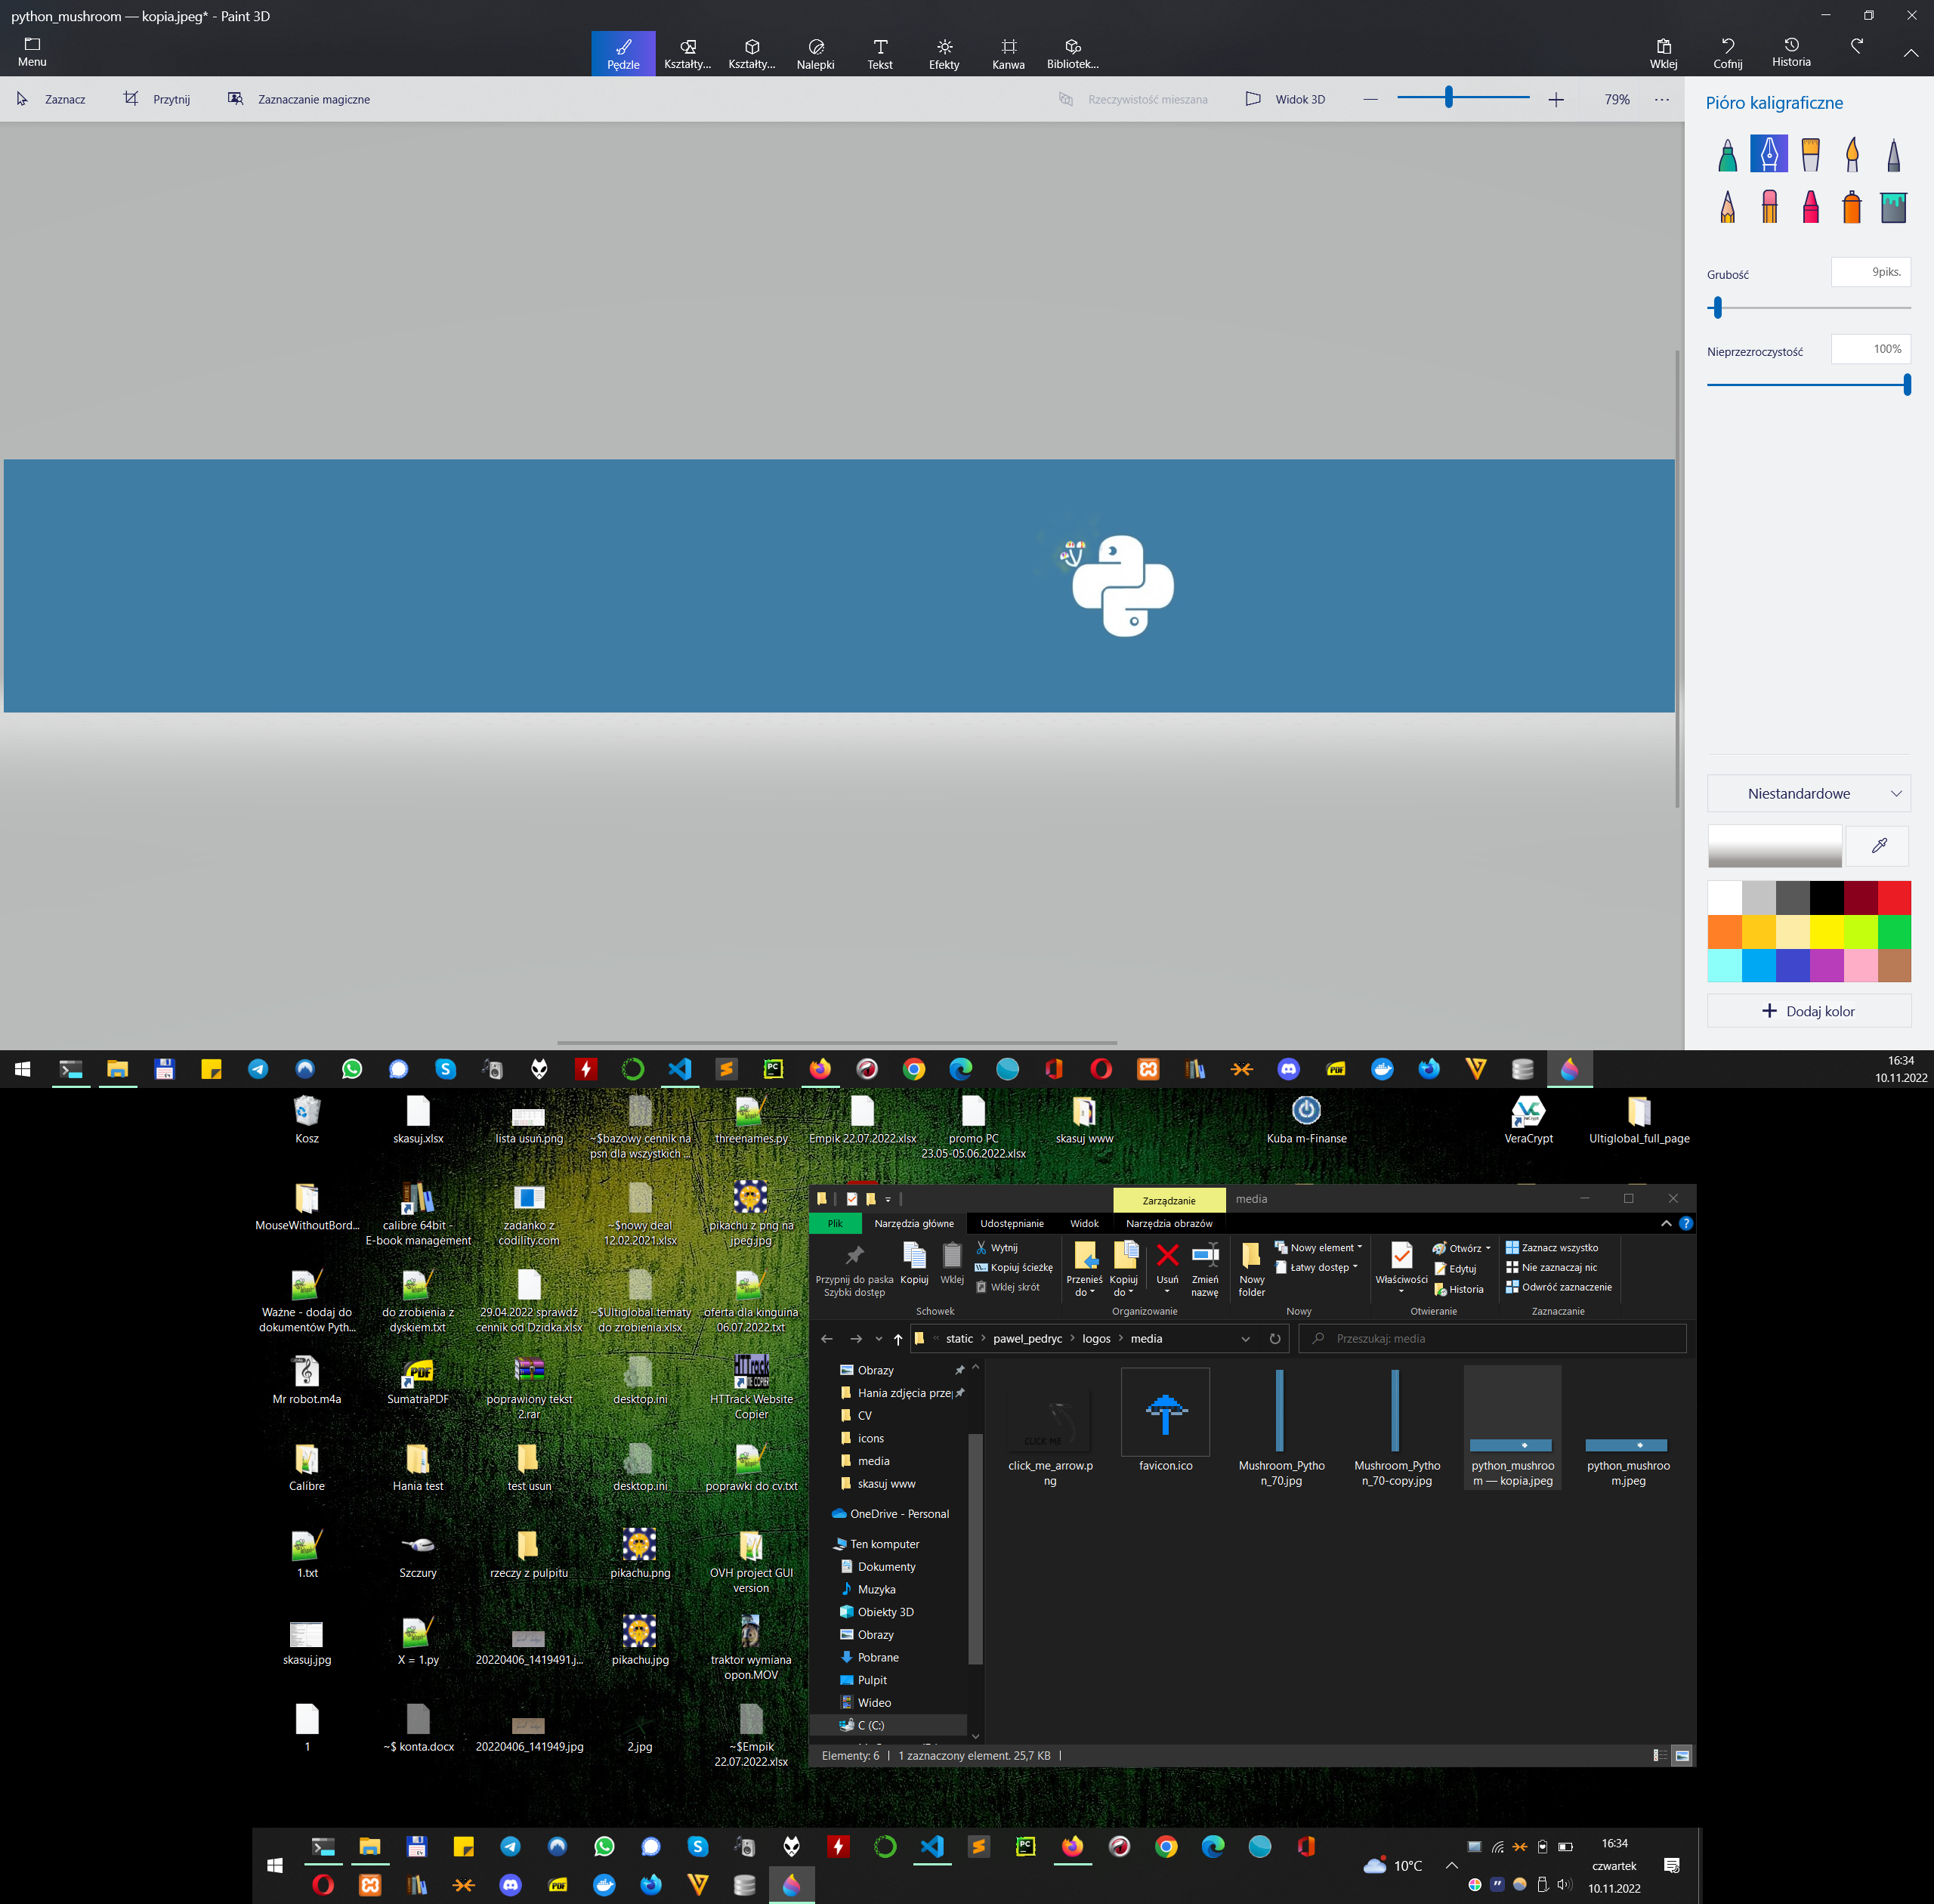 python_mushroom — kopia.jpeg* - Paint 3D
Menu
Pędzle
Kształty...
Kształty...
Nalepki
Tekst
Efekty
Kanwa
Bibliotek...
Wklej
Cofnij
Historia
Zaznacz
Przytnij
Zaznaczanie magiczne
Rzeczywistość mieszana
Widok 3D
79%
Pióro kaligraficzne
Grubość
9piks.
Nieprzezroczystość
100%
Niestandardowe
Dodaj kolor
16:34
10.11.2022
Kosz
skasuj.xlsx
lista usuń.png
~$bazowy cennik na
psn dla wszystkich ...
threenames.py
Empik 22.07.2022.xlsx
promo PC
23.05-05.06.2022.xlsx
skasuj www
Kuba m-Finanse
VeraCrypt
Ultiglobal_full_page
MouseWithoutBord...
calibre 64bit -
E-book management
zadanko z
codility.com
~$nowy deal
12.02.2021.xlsx
pikachu z png na
jpeg.jpg
Ważne - dodaj do
dokumentów Pyth...
do zrobienia z
dyskiem.txt
29.04.2022 sprawdz
cennik od Dzidka.xlsx
~$Ultiglobal tematy
do zrobienia.xlsx
oferta dla kinguina
06.07.2022.txt
Mr robot.m4a
SumatraPDF
poprawiony tekst
2.rar
desktop.ini
HTTrack Website
Copier
Calibre
Hania test
test usun
desktop.ini
poprawki do cv.txt
1.txt
Szczury
rzeczy z pulpitu
pikachu.png
OVH project GUI
version
skasuj.jpg
X = 1.py
20220406_1419491.j...
pikachu.jpg
traktor wymiana
opon.MOV
1
~$ konta.docx
20220406_141949.jpg
2.jpg
~$Empik
22.07.2022.xlsx
Zarządzanie
media
Plik
Narzędzia główne
Udostępnianie
Widok
Narzędzia obrazów
Przypnij do paska
Szybki dostęp
Kopiuj
Wklej
Wytnij
Kopiuj ścieżkę
Wklej skrót
Schowek
Przenieś
do
Kopiuj
do
Usuń
Zmień
nazwę
Organizowanie
Nowy
folder
Nowy element
Łatwy dostęp
Nowy
Właściwości
Otwórz
Edytuj
Historia
Otwieranie
Zaznacz wszystko
Nie zaznaczaj nic
Odwróć zaznaczenie
Zaznaczanie
static
pawel_pedryc
logos
media
Przeszukaj: media
Obrazy
Hania zdjęcia prze
CV
icons
media
skasuj www
OneDrive - Personal
Ten komputer
Dokumenty
Muzyka
Obiekty 3D
Obrazy
Pobrane
Pulpit
Wideo
C (C:)
CLICK ME
click_me_arrow.p
ng
favicon.ico
Mushroom_Pytho
n_70.jpg
Mushroom_Pytho
n_70-copy.jpg
python_mushroo
m — kopia.jpeg
python_mushroo
m.jpeg
Elementy: 6
1 zaznaczony element. 25,7 KB
10°C
16:34
czwartek
10.11.2022